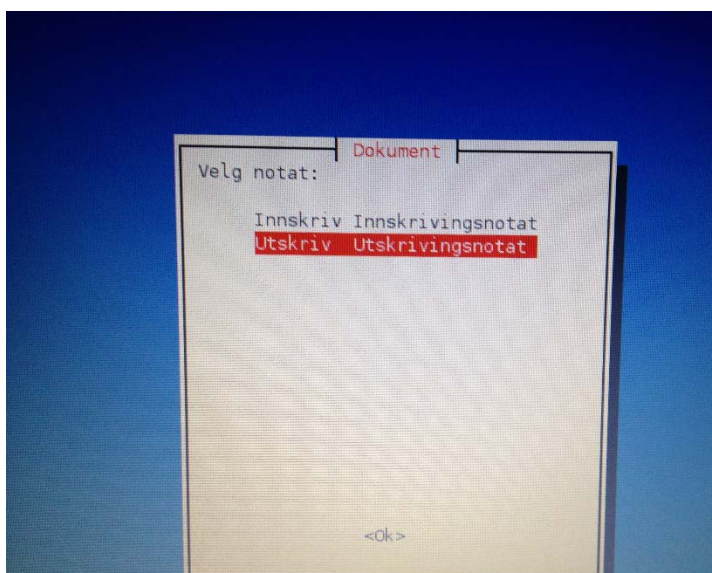 Dokument
Velg notat:
Innskriv Innskrivingsnotat
Utskriv Utskrivingsnotat
<Ok>